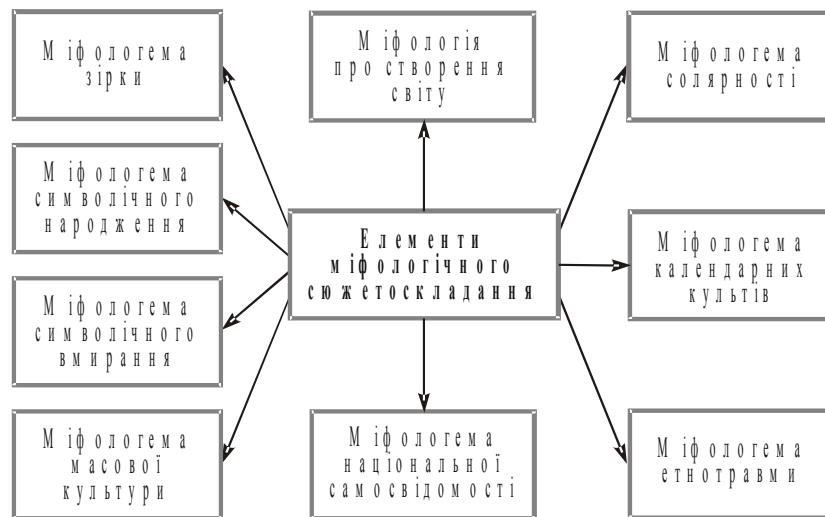 Міфологема
зірки
Міфологія
про створення
світу
Міфологема
солярності
Міфологема
символічного
народження
Елементи
міфологічного
сюжетоскладання
Міфологема
календарних
культів
Міфологема
символічного
вмирання
Міфологема
масової
культури
Міфологема
національної
самосвідомості
Міфологема
етнотравми